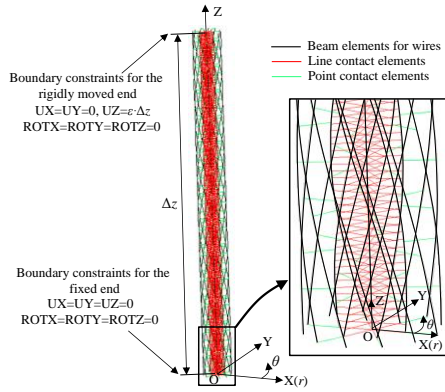 Z
Boundary constraints for the
rigidly moved end
UX=UY=0, UZ=ε·Δz
ROTX=ROTY=ROTZ=0
Beam elements for wires
Line contact elements
Point contact elements
Δz
Boundary constraints for the
fixed end
UX=UY=UZ=0
ROTX=ROTY=ROTZ=0
Y
θ
O
X(r)
Z
Y
θ
O
X(r)